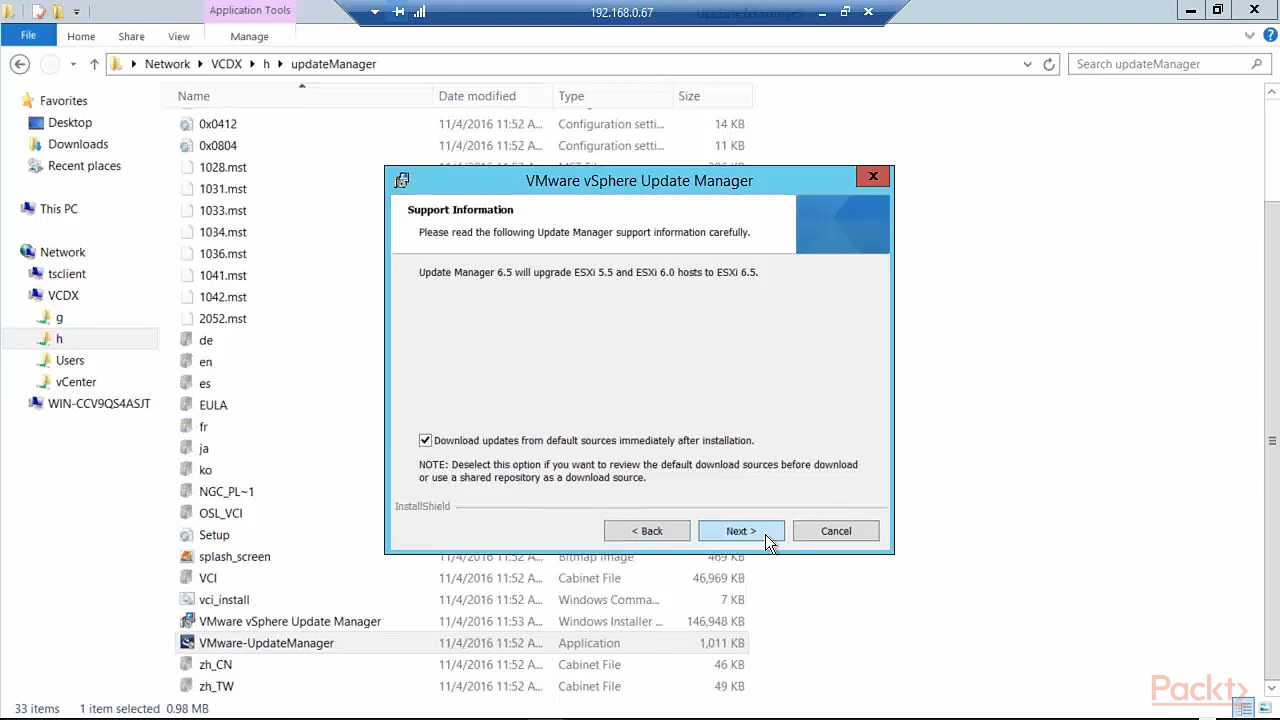 Application Tools
192.168.0.67
updateManager
File Home Share View Manage
Network VCDX h updateManager
Search updateManager
Name Date modified Type Size
Favorites
Desktop
Downloads
Recent places
This PC
Network
tsclient
VCDX
g
h
Users
vCenter
WIN-CCV9QS4ASJT
0x0412 11/4/2016 11:52 A... Configuration setti... 14 KB
0x0804 11/4/2016 11:52 A... Configuration setti... 11 KB
1028.mst
1031.mst
1033.mst
1034.mst
1036.mst
1041.mst
1042.mst
2052.mst
de
en
es
EULA
fr
ja
ko
NGC_PL~1
OSL_VCI
Setup
splash_screen 11/4/2016 11:52 A... Bitmap image 469 KB
VCI 11/4/2016 11:52 A... Cabinet File 46,969 KB
vci_install 11/4/2016 11:52 A... Windows Comma... 7 KB
VMware vSphere Update Manager 11/4/2016 11:53 A... Windows Installer ... 146,948 KB
VMware-UpdateManager 11/4/2016 11:53 A... Application 1,011 KB
zh_CN 11/4/2016 11:52 A... Cabinet File 46 KB
zh_TW 11/4/2016 11:52 A... Cabinet File 49 KB
VMware vSphere Update Manager
Support Information
Please read the following Update Manager support information carefully.
Update Manager 6.5 will upgrade ESXi 5.5 and ESXi 6.0 hosts to ESXi 6.5.
Download updates from default sources immediately after installation.
NOTE: Deselect this option if you want to review the default download sources before download
or use a shared repository as a download source.
InstallShield
< Back Next > Cancel
33 items 1 item selected 0.98 MB
Packt